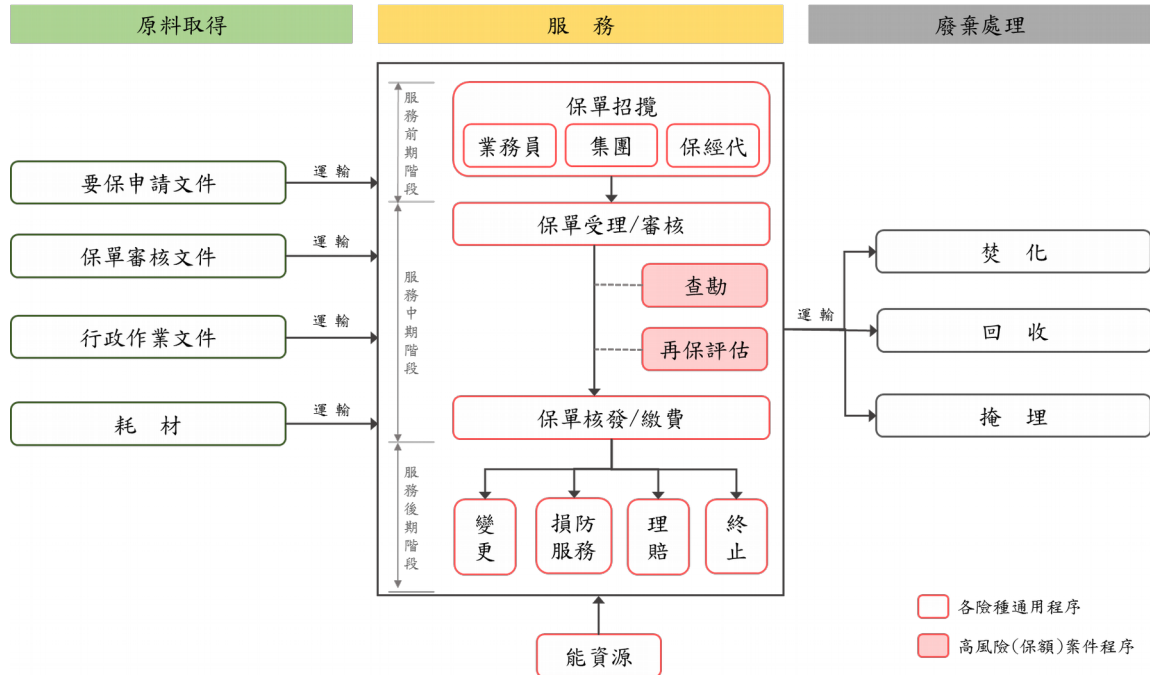 原料取得
服 務
廢棄處理
要保申請文件
運 輸
保單審核文件
運 輸
行政作業文件
運 輸
耗 材
運 輸
服務前期階段
保單招攬
業務員
集團
保經代
服務中期階段
保單受理/審核
查勘
再保評估
保單核發/繳費
服務後期階段
變更
損防服務
理賠
終止
能資源
運 輸
焚 化
回 收
掩 埋
各險種通用程序
高風險(保額)案件程序